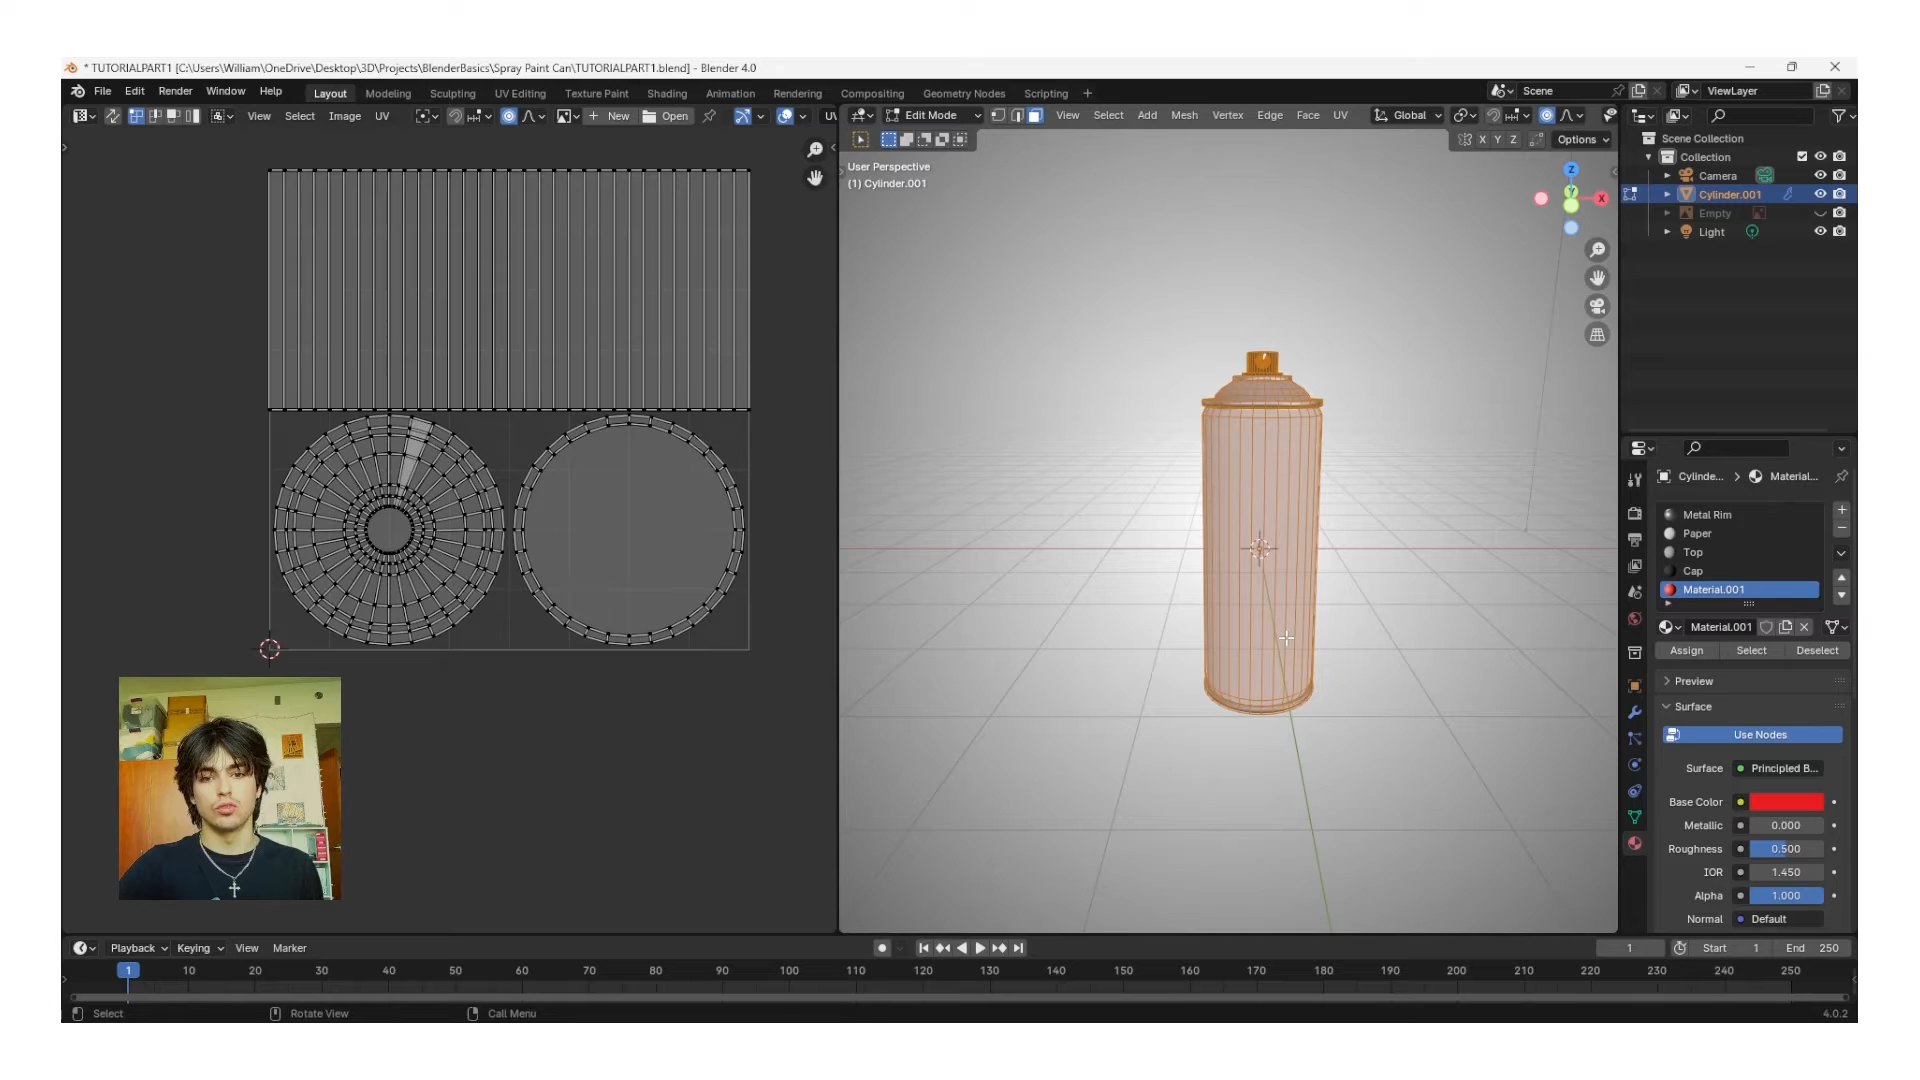 * TUTORIALPART1 [C:\Users\William\OneDrive\Desktop\3D\Projects\BlenderBasics\Spray Paint Can\TUTORIALPART1.blend] - Blender 4.0
File Edit Render Window Help Layout Modeling Sculpting UV Editing Texture Paint Shading Animation Rendering Compositing Geometry Nodes Scripting + Scene ViewLayer
View Select Image UV New Open UV Edit Mode View Select Add Mesh Vertex Edge Face UV Global
X Y Z Options
User Perspective
(1) Cylinder.001
Z
Y
X
Scene Collection
Collection
Camera
Cylinder.001
Empty
Light
Cylinde... > Material...
Metal Rim
Paper
Top
Cap
Material.001
Material.001
Assign Select Deselect
Preview
Surface
Use Nodes
Surface Principled B...
Base Color
Metallic 0.000
Roughness 0.500
IOR 1.450
Alpha 1.000
Normal Default
Playback Keying View Marker 1 Start 1 End 250
1 10 20 30 40 50 60 70 80 90 100 110 120 130 140 150 160 170 180 190 200 210 220 230 240 250
Select Rotate View Call Menu 4.0.2